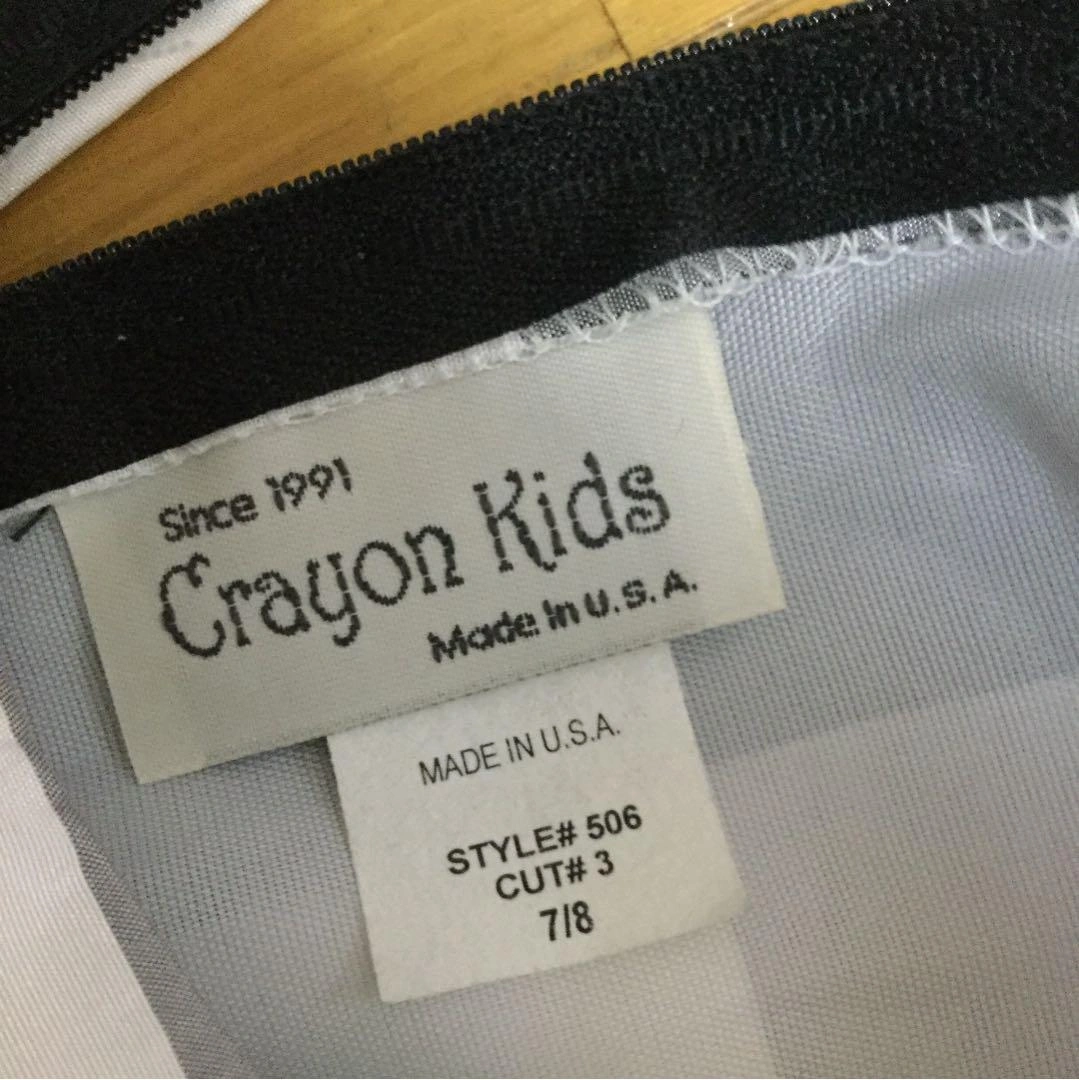 Since 1991
Crayon Kids
Made in U.S.A.
MADE IN U.S.A.
STYLE# 506
CUT# 3
7/8